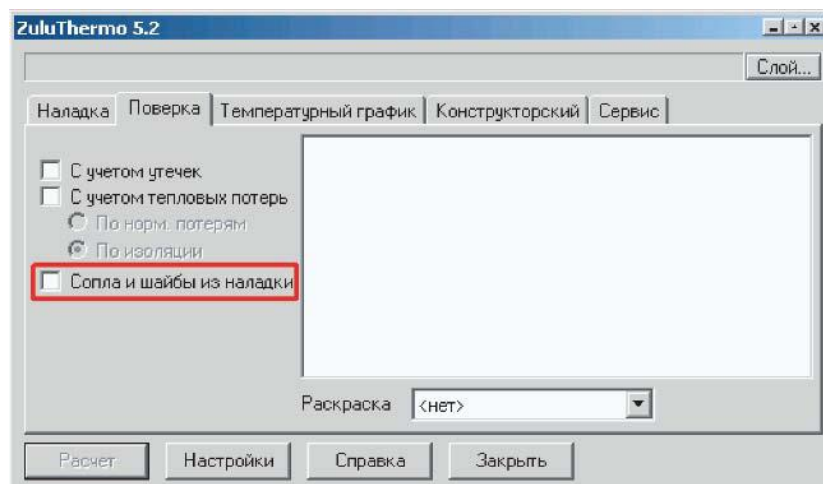 ZuluThermo 5.2
Слой...
Наладка Поверка Температурный график Конструкторский Сервис
С учетом утечек
С учетом тепловых потерь
По норм. потерям
По изоляции
Сопла и шайбы из наладки
Раскраска <нет>
Расчет Настройки Справка Закрыть